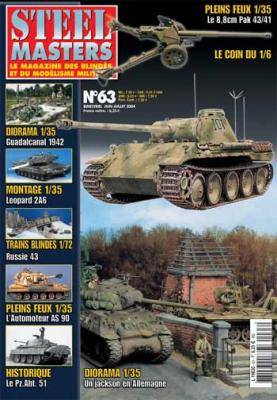 STEEL
MASTERS
LE MAGAZINE DES BLINDÉS
ET DU MODÉLISME MILI
PLEINS FEUX 1/35
Le 8.8cm Pak 43/41
LE COIN DU 1/6
N°63
BIMESTRIEL JUIN-JUILLET 2004
DIORAMA 1/35
Guadalcanal 1942
MONTAGE 1/35
Leopard 2A6
TRAINS BLINDES 1/72
Russie 43
PLEINS FEUX 1/35
L'Automoteur AS 90
HISTORIQUE
Le Pz.Abt. 51
DIORAMA 1/35
Un jackson en Allemagne